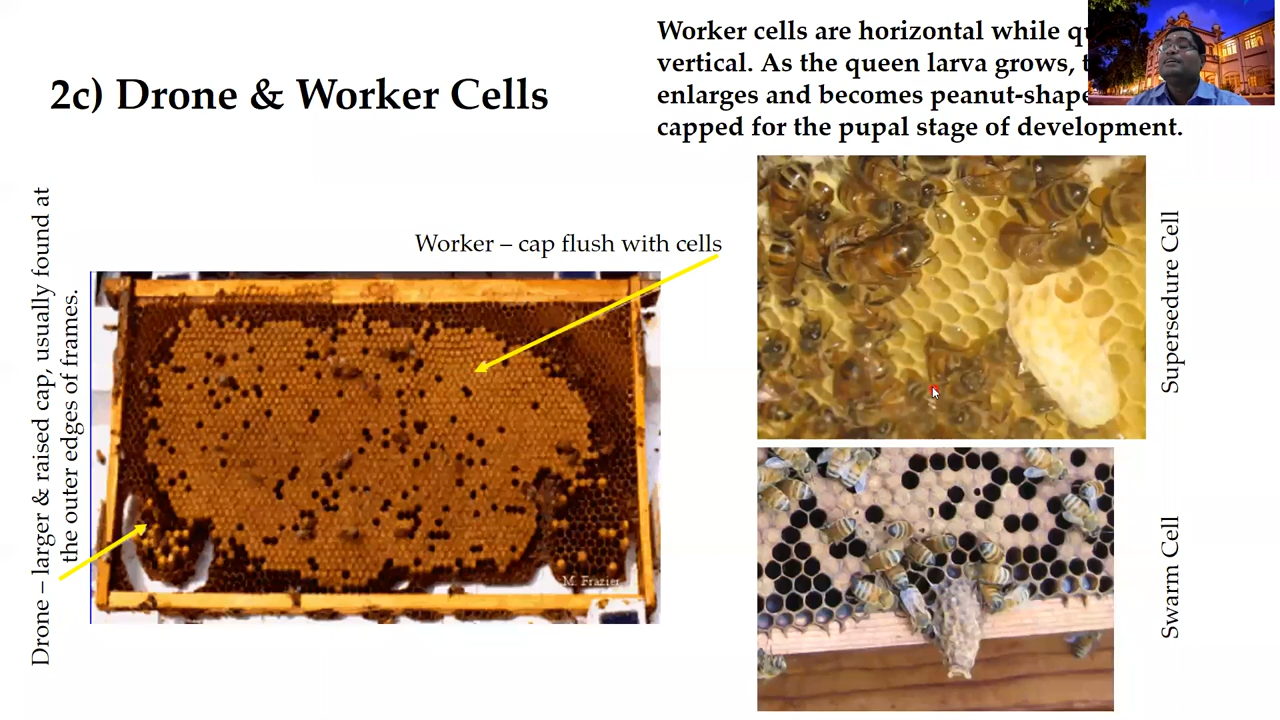 Worker cells are horizontal while
vertical. As the queen larva grows,
enlarges and becomes
capped for the pupal stage of development.
2c) Drone & Worker Cells
Worker – cap flush with cells
Drone – larger & raised cap, usually found at
the outer edges of frames.
M. Frazier
Supersedure Cell
Swarm Cell